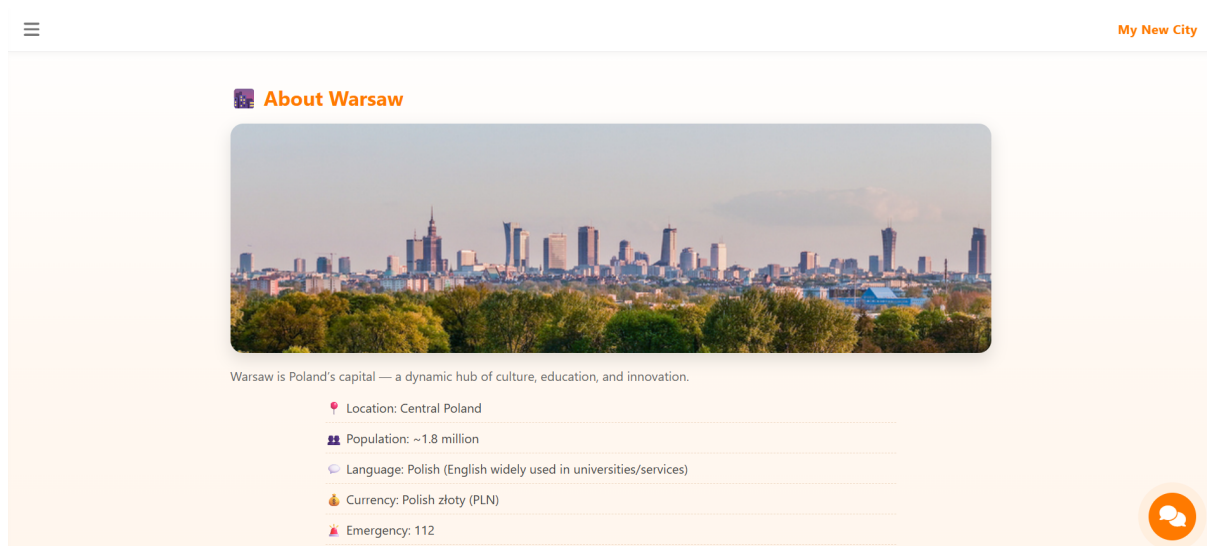 My New City
About Warsaw
Warsaw is Poland’s capital — a dynamic hub of culture, education, and innovation.
Location: Central Poland
Population: ~1.8 million
Language: Polish (English widely used in universities/services)
Currency: Polish złoty (PLN)
Emergency: 112